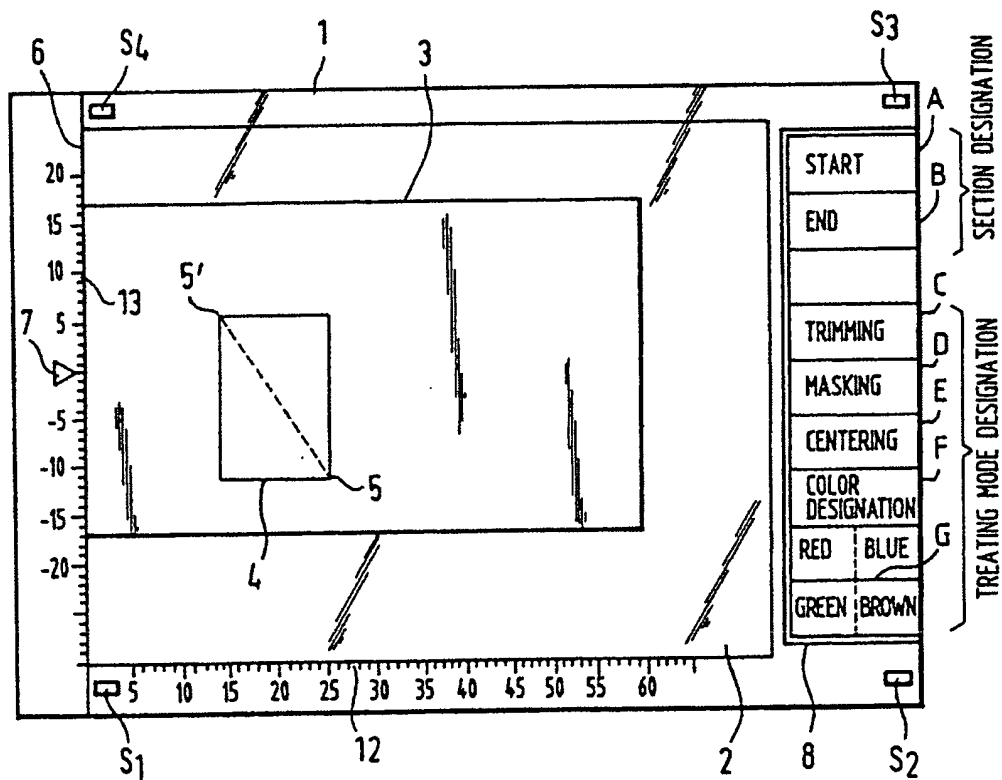 6
S4
1
3
S3
A
B
C
D
E
F
G
START
END
TRIMMING
MASKING
CENTERING
COLOR
DESIGNATION
RED BLUE
GREEN BROWN
SECTION DESIGNATION
TREATING MODE DESIGNATION
20
15
10
5
-5
-10
-15
-20
13
7
5'
5
4
5 10 15 20 25 30 35 40 45 50 55 60
S1
12
2
8
S2